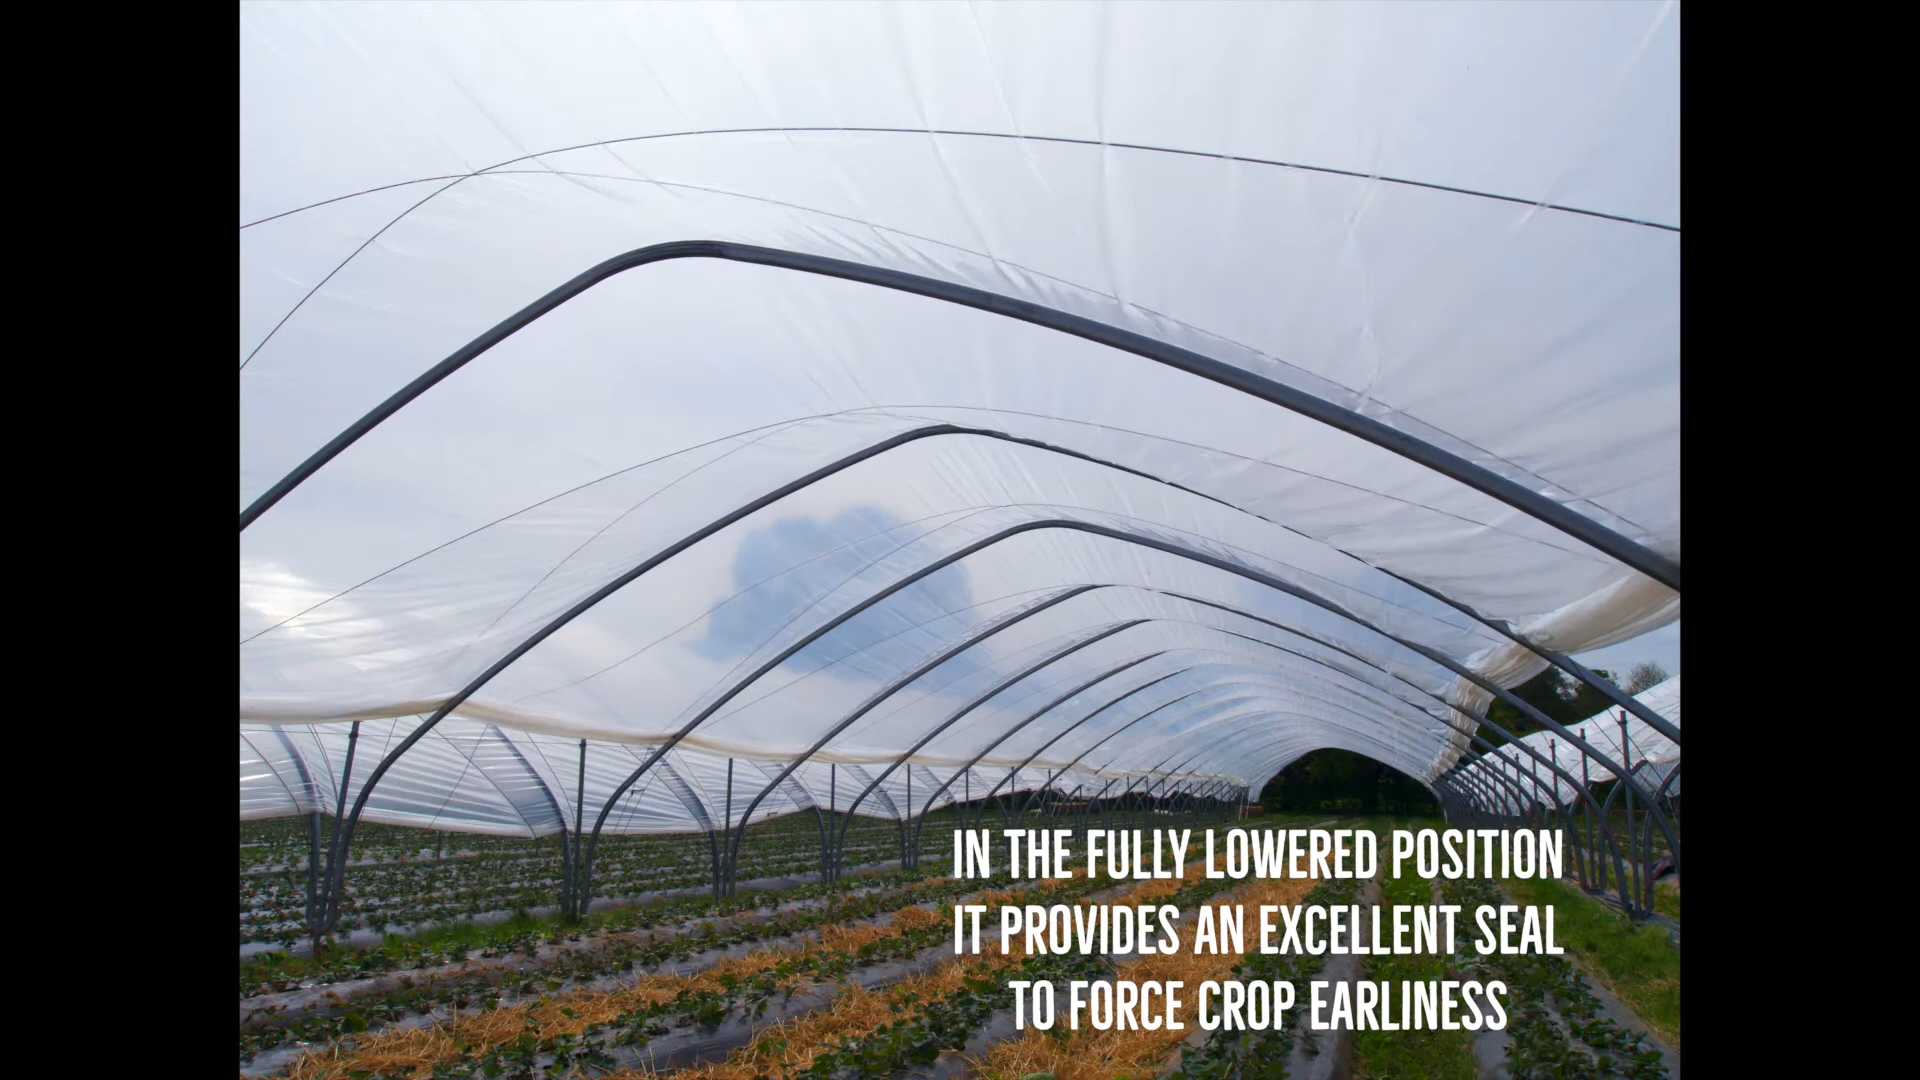 IN THE FULLY LOWERED POSITION
IT PROVIDES AN EXCELLENT SEAL
TO FORCE CROP EARLINESS